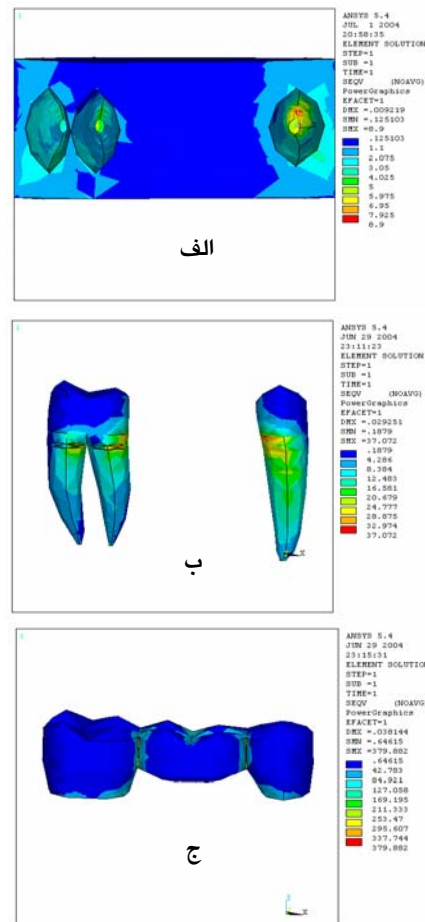 1
ANSYS 5.4
JUL 1 2004
20:58:35
ELEMENT SOLUTION
STEP=1
SUB =1
TIME=1
SEQV (NOAVG)
PowerGraphics
EFACET=1
DMX =.009219
SMN =.125103
SMX =8.9
.125103
1.1
2.075
3.05
4.025
5
5.975
6.95
7.925
8.9
الف
1
ANSYS 5.4
JUN 29 2004
23:11:23
ELEMENT SOLUTION
STEP=1
SUB =1
TIME=1
SEQV (NOAVG)
PowerGraphics
EFACET=1
DMX =.029251
SMN =.1879
SMX =37.072
.1879
4.286
8.384
12.483
16.581
20.679
24.777
28.875
32.974
37.072
X
ب
1
ANSYS 5.4
JUN 29 2004
23:15:31
ELEMENT SOLUTION
STEP=1
SUB =1
TIME=1
SEQV (NOAVG)
PowerGraphics
EFACET=1
DMX =.038144
SMN =.64615
SMX =379.882
.64615
42.783
84.921
127.058
169.195
211.333
253.47
295.607
337.744
379.882
ج
X